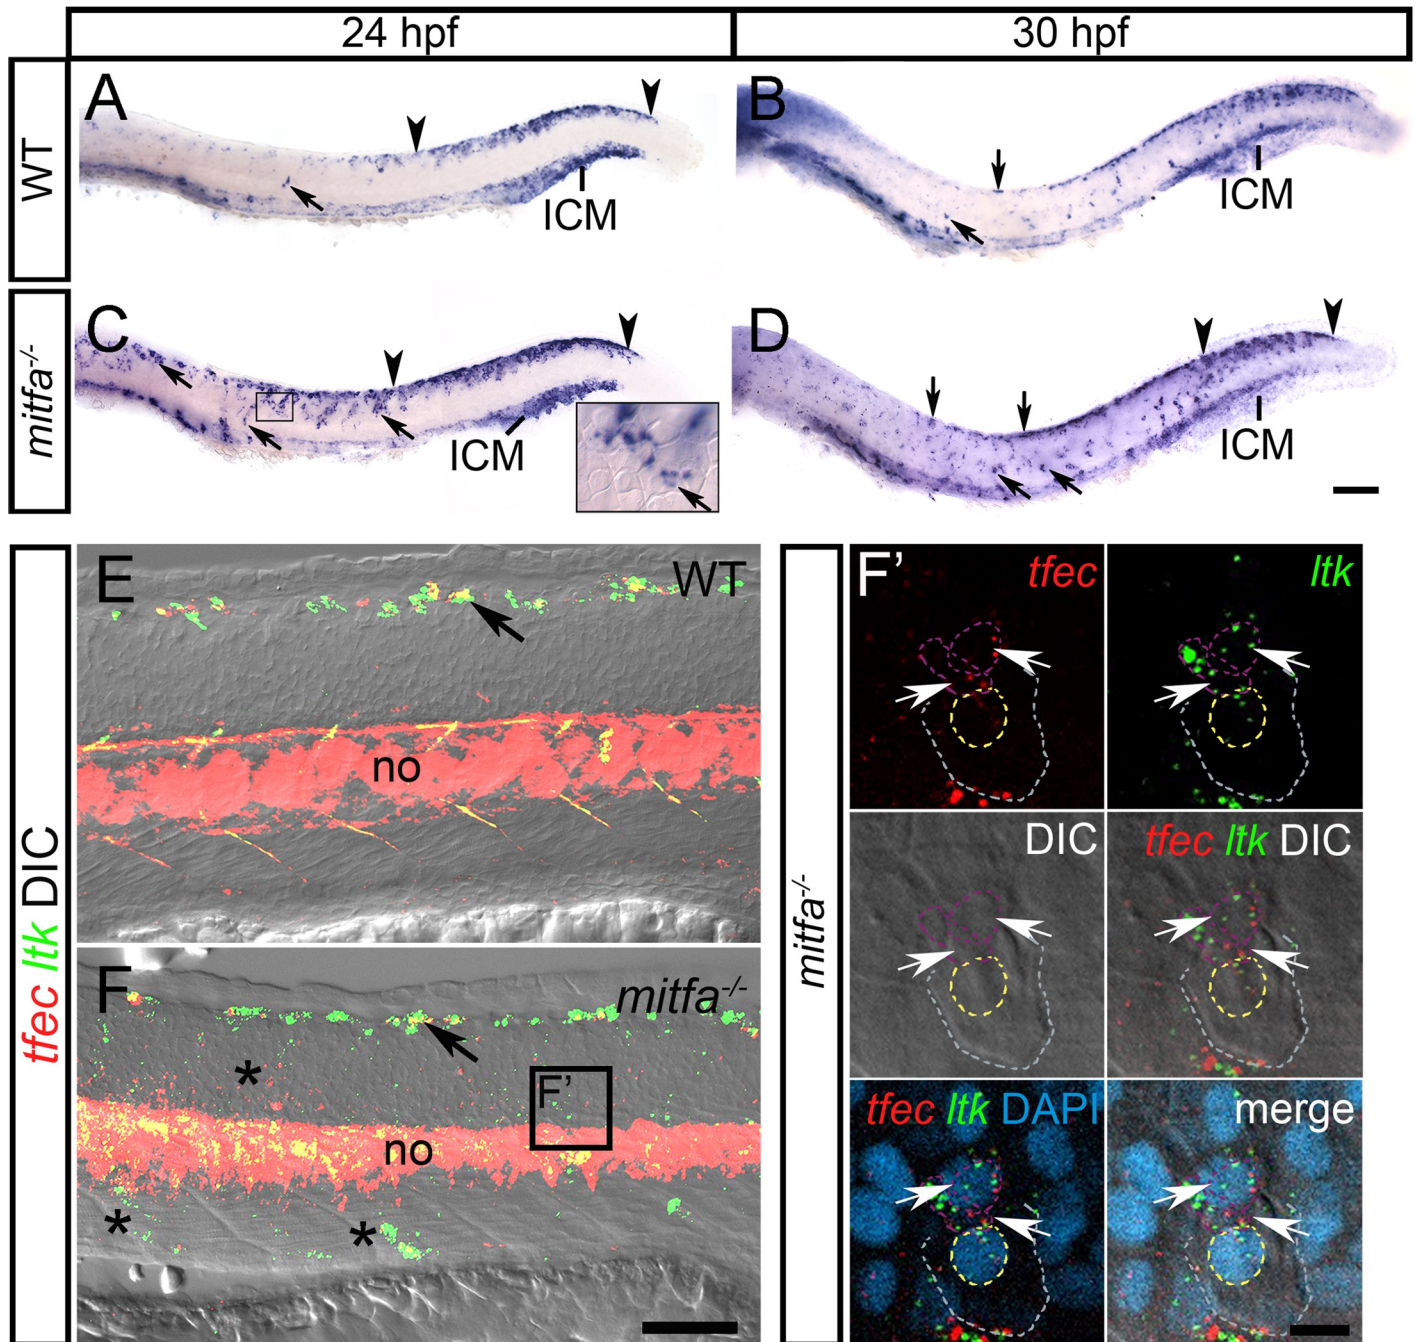 24 hpf
30 hpf
WT
A
ICM
B
ICM
mitfa-/-
C
ICM
D
ICM
tfec ltk DIC
E
WT
no
F
mitfa-/-
*
F'
no
*
*
mitfa-/-
F'
tfec
ltk
DIC
tfec ltk DIC
tfec ltk DAPI
merge